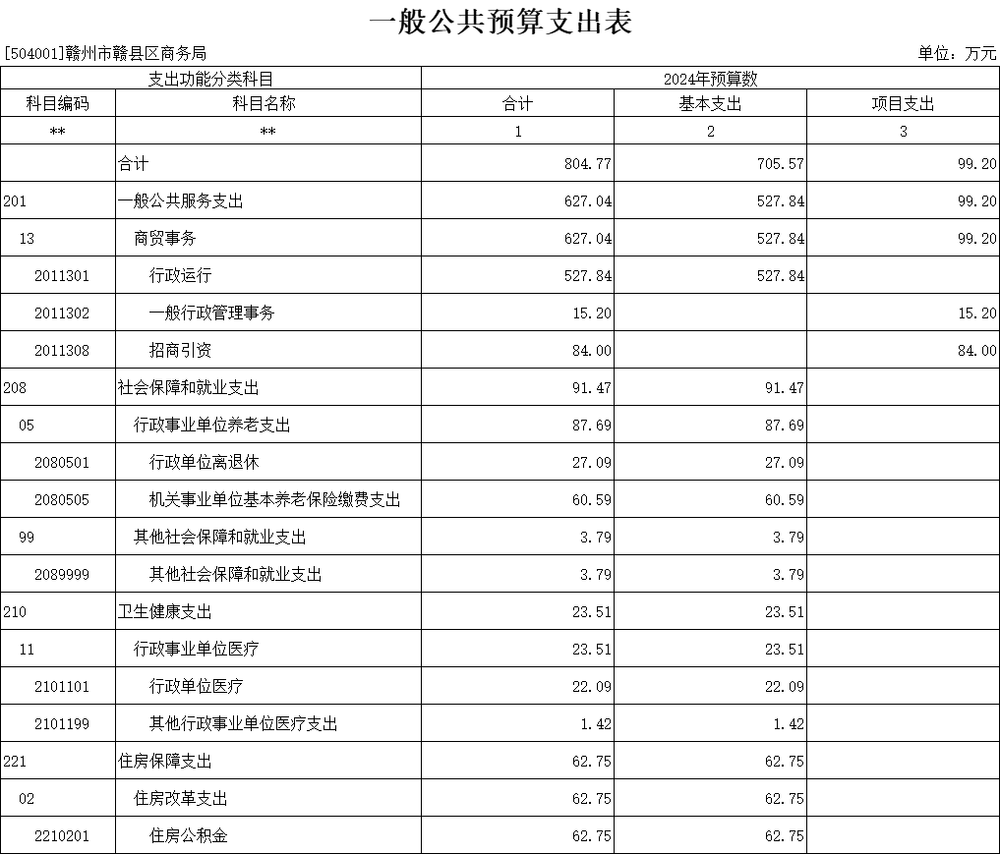 一般公共预算支出表
[504001]赣州市赣县区商务局 单位：万元
支出功能分类科目 2024年预算数
科目编码 科目名称 合计 基本支出 项目支出
** ** 1 2 3
合计 804.77 705.57 99.20
201 一般公共服务支出 627.04 527.84 99.20
13 商贸事务 627.04 527.84 99.20
2011301 行政运行 527.84 527.84
2011302 一般行政管理事务 15.20 15.20
2011308 招商引资 84.00 84.00
208 社会保障和就业支出 91.47 91.47
05 行政事业单位养老支出 87.69 87.69
2080501 行政单位离退休 27.09 27.09
2080505 机关事业单位基本养老保险缴费支出 60.59 60.59
99 其他社会保障和就业支出 3.79 3.79
2089999 其他社会保障和就业支出 3.79 3.79
210 卫生健康支出 23.51 23.51
11 行政事业单位医疗 23.51 23.51
2101101 行政单位医疗 22.09 22.09
2101199 其他行政事业单位医疗支出 1.42 1.42
221 住房保障支出 62.75 62.75
02 住房改革支出 62.75 62.75
2210201 住房公积金 62.75 62.75